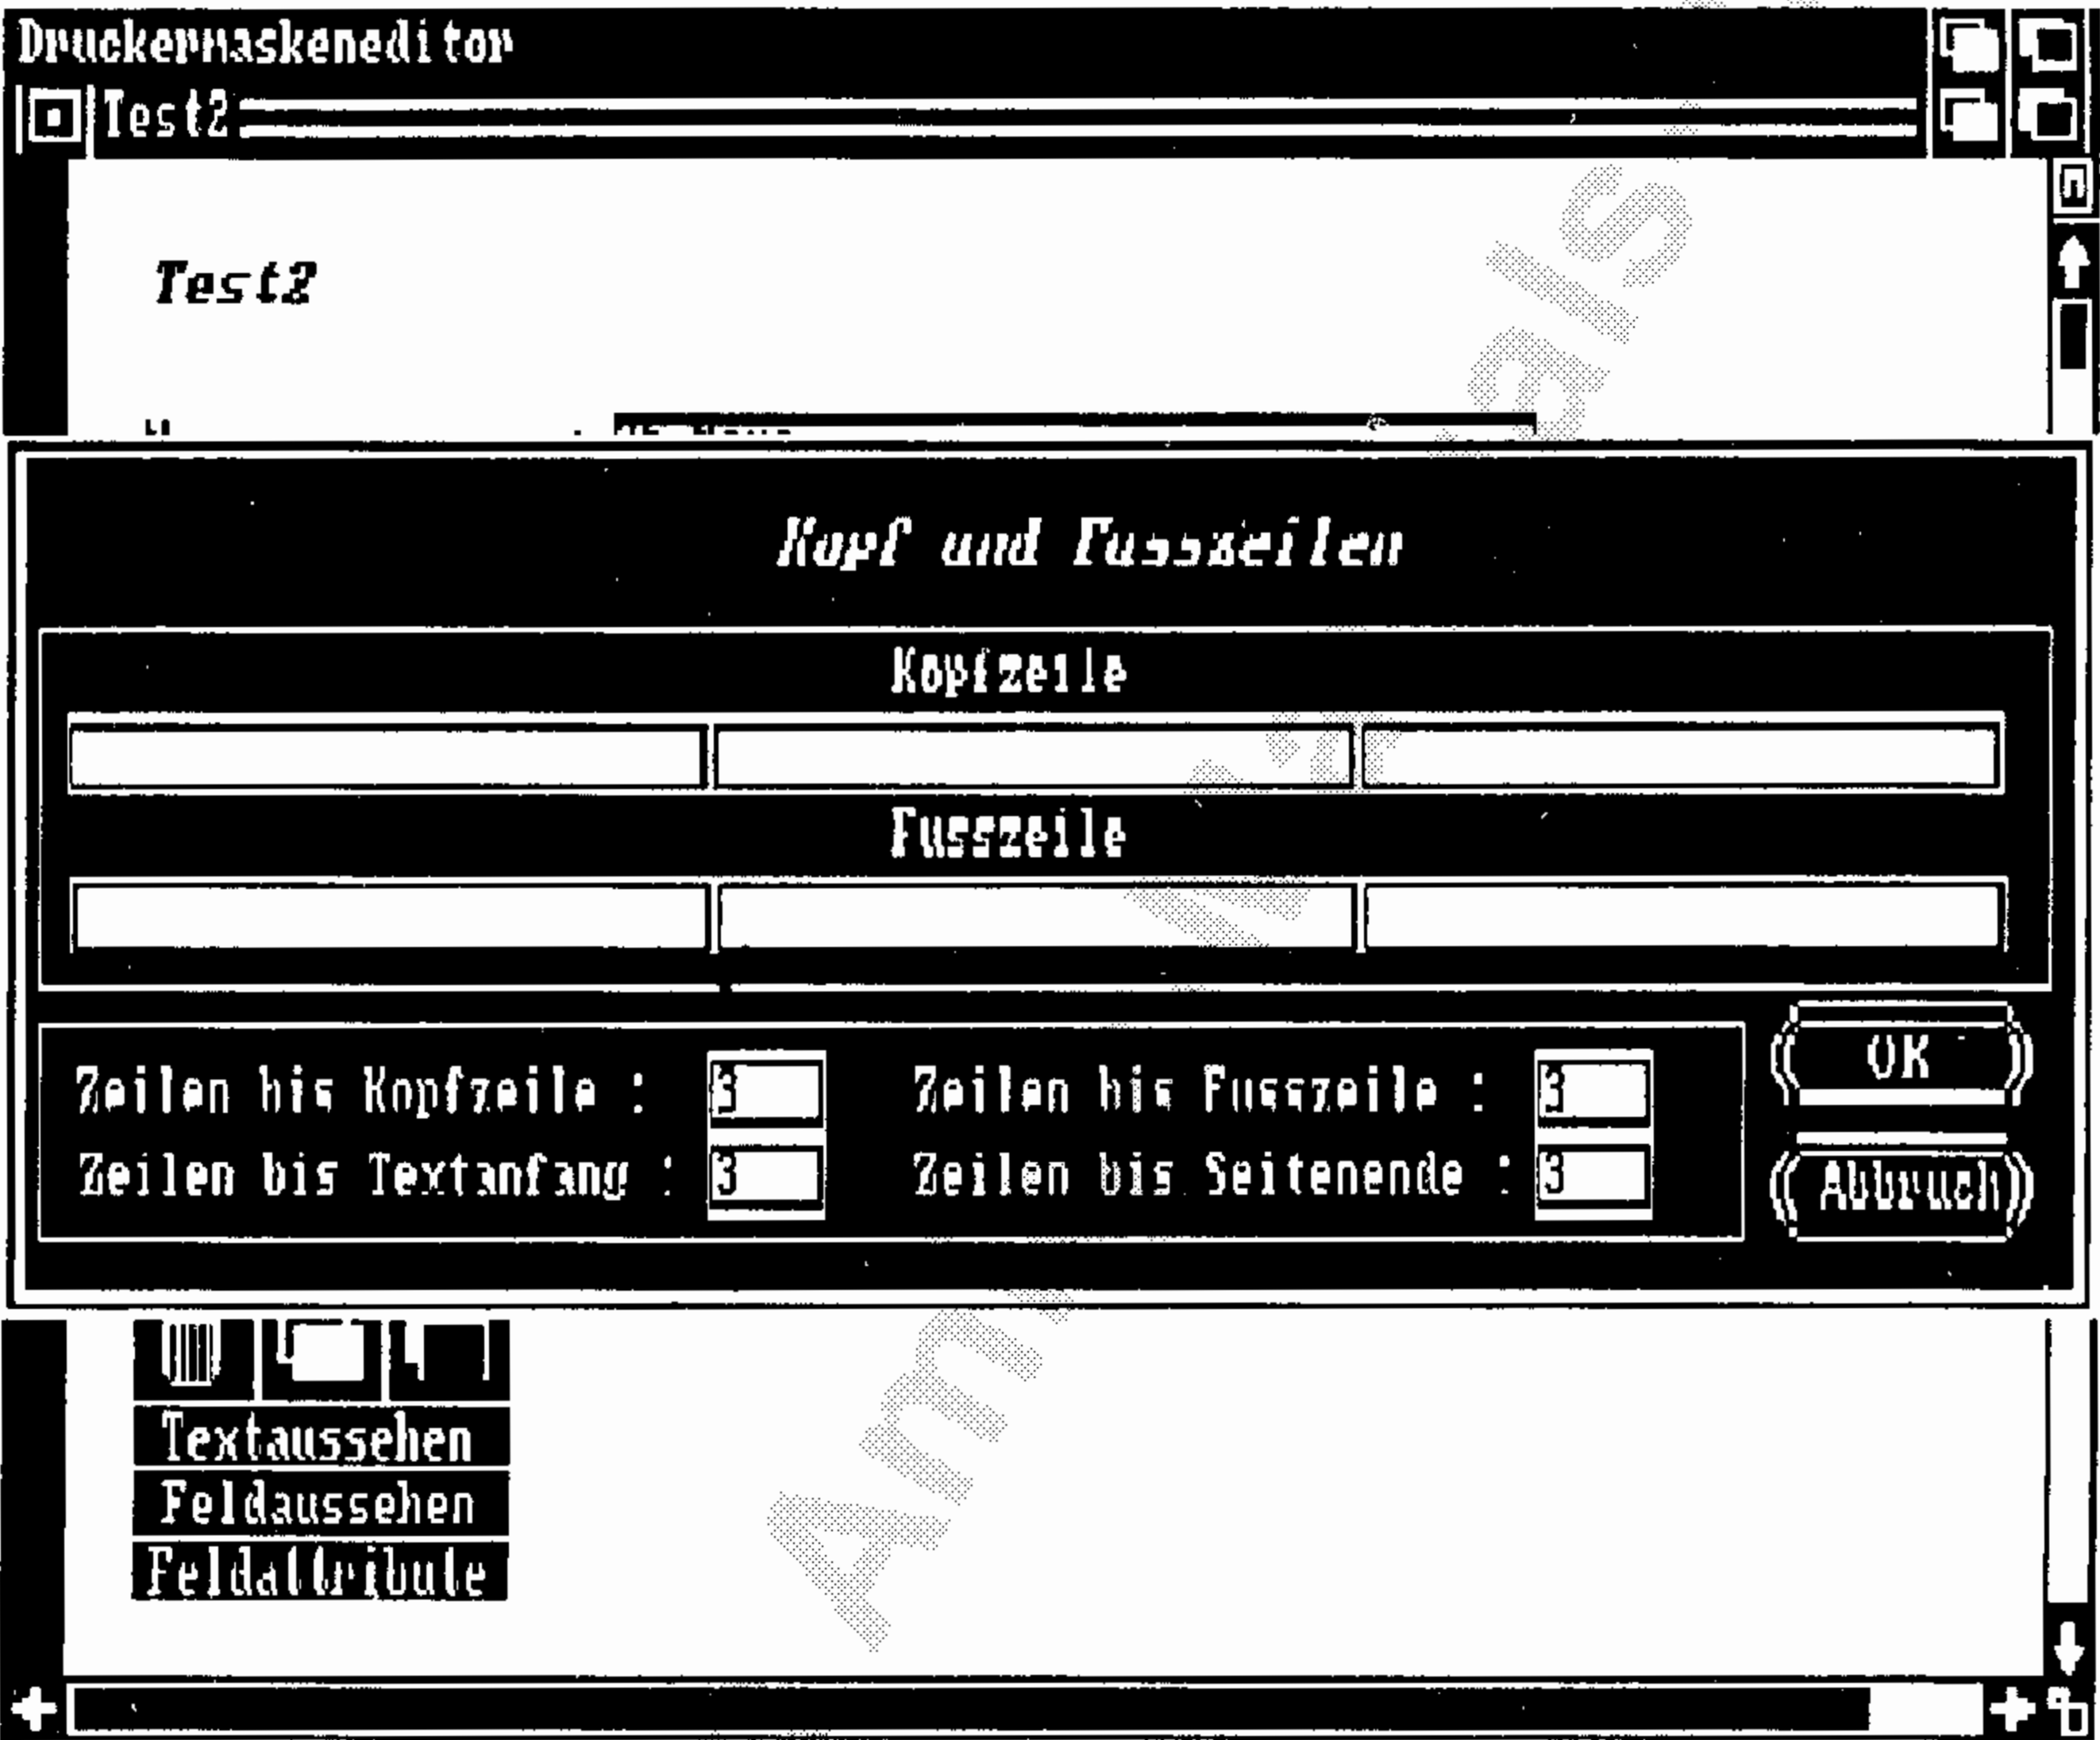 Druckermaskeneditor
Test2
Test2
Kopf und Fusszeilen
Kopfzeile
Fusszeile
Zeilen bis Kopfzeile : 3 Zeilen bis Fusszeile : 3
OK
Zeilen bis Textanfang : 3 Zeilen bis Seitenende : 3
Abbruch
Textaussehen
Feldaussehen
Feldattribute